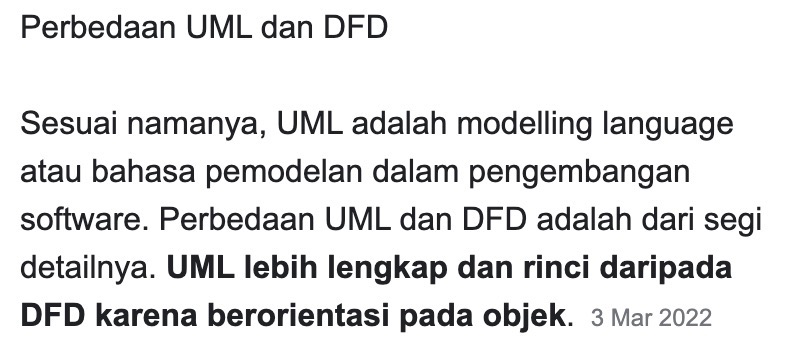 Perbedaan UML dan DFD
Sesuai namanya, UML adalah modelling language
atau bahasa pemodelan dalam pengembangan
software. Perbedaan UML dan DFD adalah dari segi
detailnya. UML lebih lengkap dan rinci daripada
DFD karena berorientasi pada objek. 3 Mar 2022